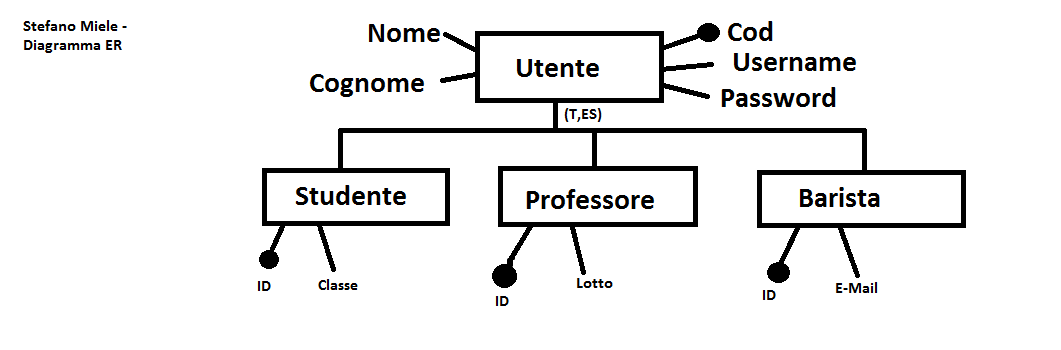 Stefano Miele -
Diagramma ER
Nome
Cognome
Utente
Cod
Username
Password
(T,ES)
Studente
Professore
Barista
ID
Classe
ID
Lotto
ID
E-Mail